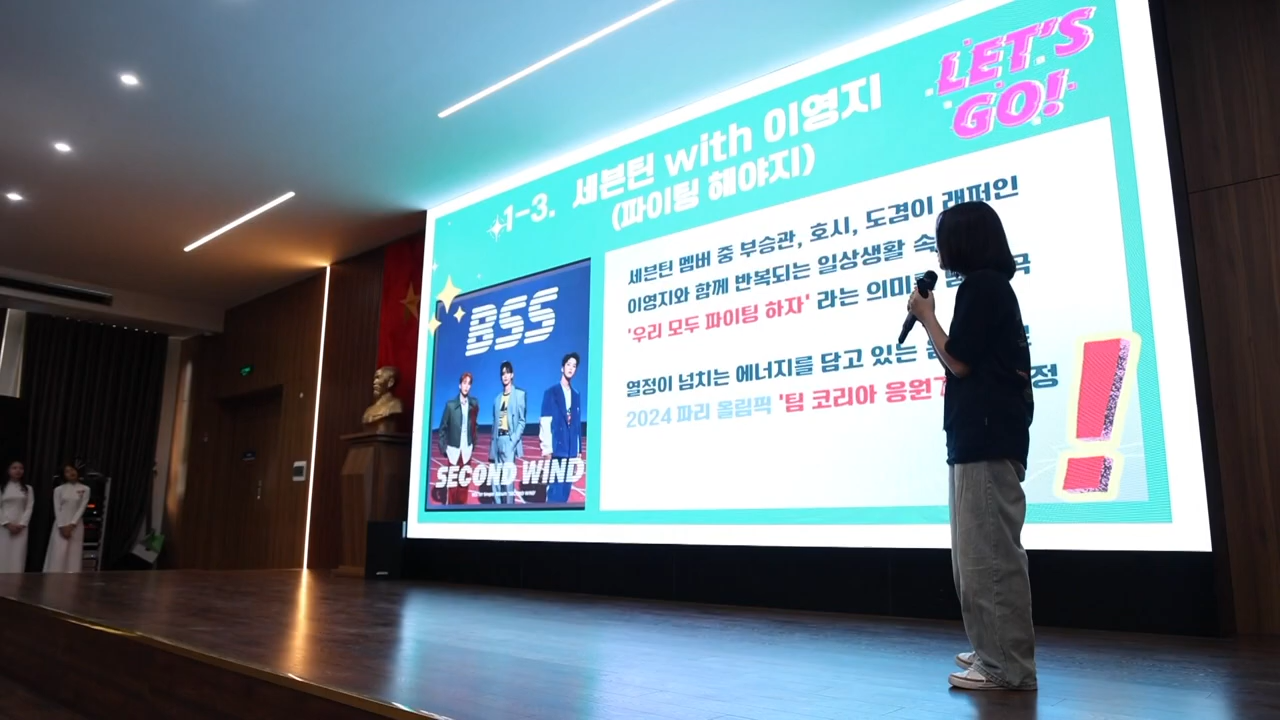 LET'S
GO!
1-3. 세븐틴 with 이영지
(파이팅 해야지)
세븐틴 멤버 중 부승관, 호시, 도겸이 래퍼인
이영지와 함께 반복되는 일상생활 속
'우리 모두 파이팅 하자' 라는 의미를
열정이 넘치는 에너지를 담고 있는
2024 파리 올림픽 '팀 코리아 응원가
BSS
SECOND WIND